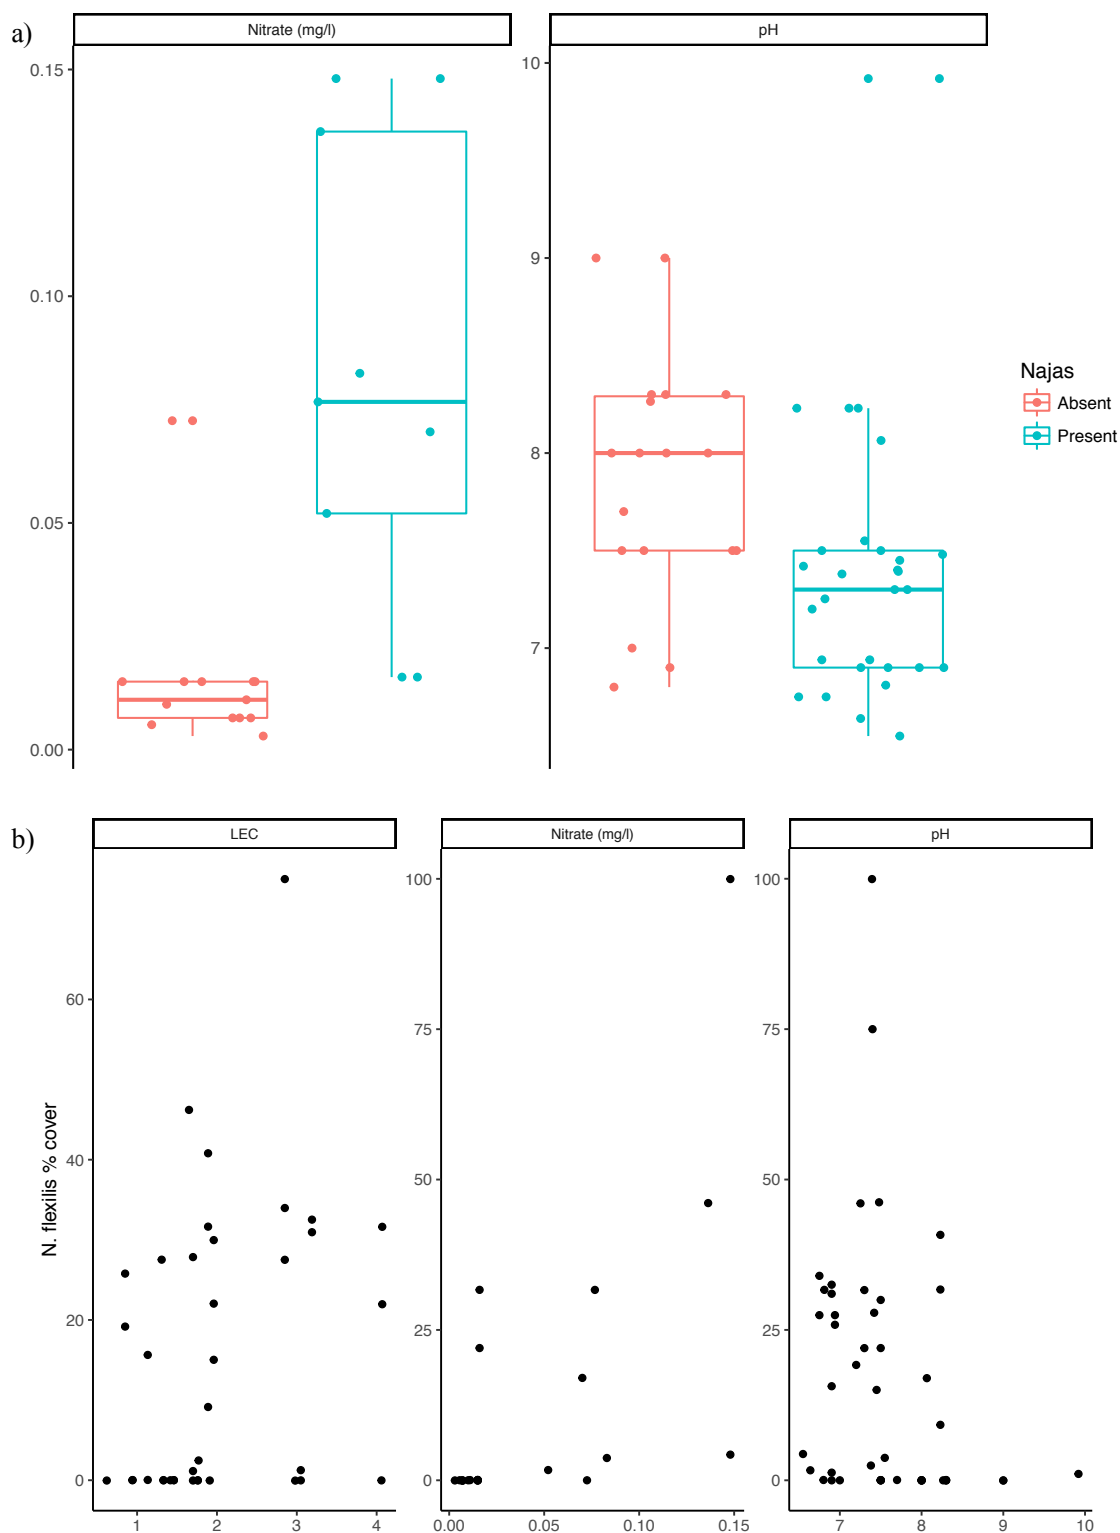 a)
Nitrate (mg/l)
pH
0.15
0.10
0.05
0.00
10
9
8
7
Najas
Absent
Present
b)
LEC
Nitrate (mg/l)
pH
N. flexilis % cover
60
40
20
0
1 2 3 4
100
75
50
25
0
0.00 0.05 0.10 0.15
100
75
50
25
0
7 8 9 10